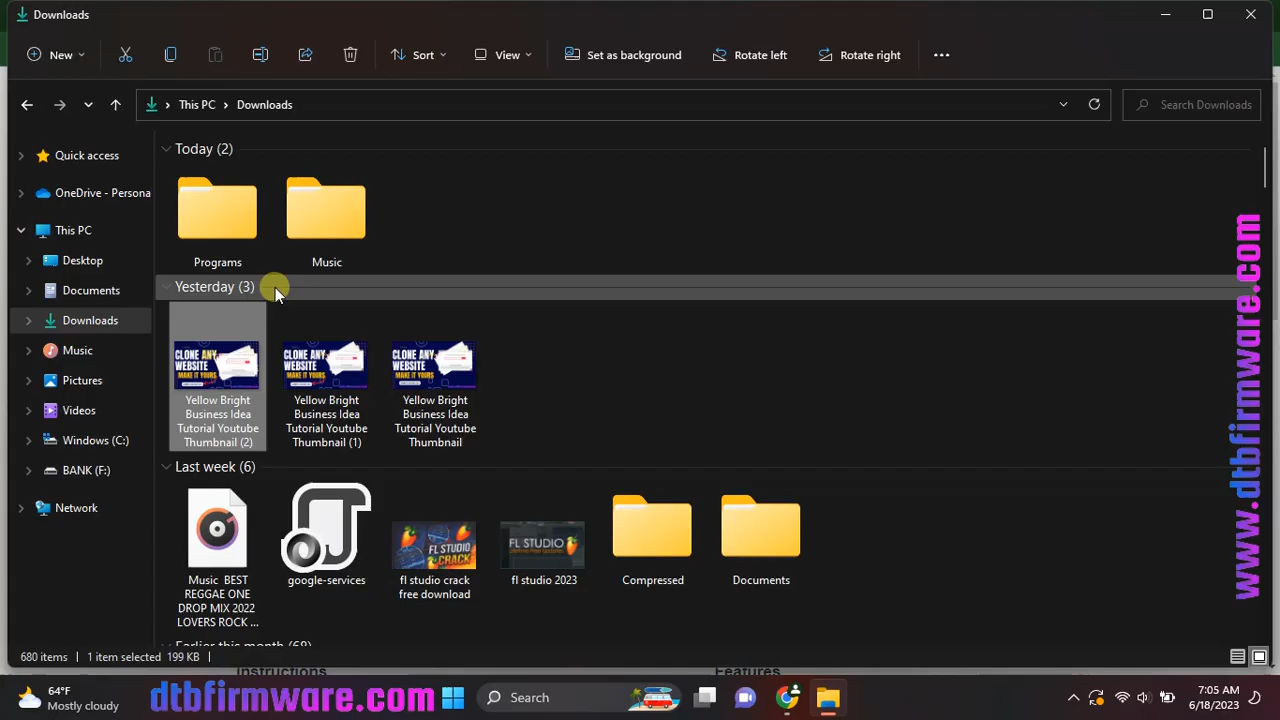 Downloads
New
Sort
View
Set as background
Rotate left
Rotate right
This PC
Downloads
Search Downloads
Quick access
OneDrive - Persona
This PC
Desktop
Documents
Downloads
Music
Pictures
Videos
Windows (C:)
BANK (F:)
Network
Today (2)
Programs
Music
Yesterday (3)
CLONE ANY
WEBSITE
MAKE IT YOURS
Yellow Bright
Business Idea
Tutorial Youtube
Thumbnail (2)
CLONE ANY
WEBSITE
MAKE IT YOURS
Yellow Bright
Business Idea
Tutorial Youtube
Thumbnail (1)
CLONE ANY
WEBSITE
MAKE IT YOURS
Yellow Bright
Business Idea
Tutorial Youtube
Thumbnail
Last week (6)
Music BEST
REGGAE ONE
DROP MIX 2022
LOVERS ROCK ...
google-services
FL STUDIO
CRACK
fl studio crack
free download
FL STUDIO
fl studio 2023
Compressed
Documents
Earlier this month (68)
680 items
1 item selected 199 KB
Instructions
Features
www.dtbfirmware.com
64°F
Mostly cloudy
dtbfirmware.com
Search
7:05 AM
6/18/2023